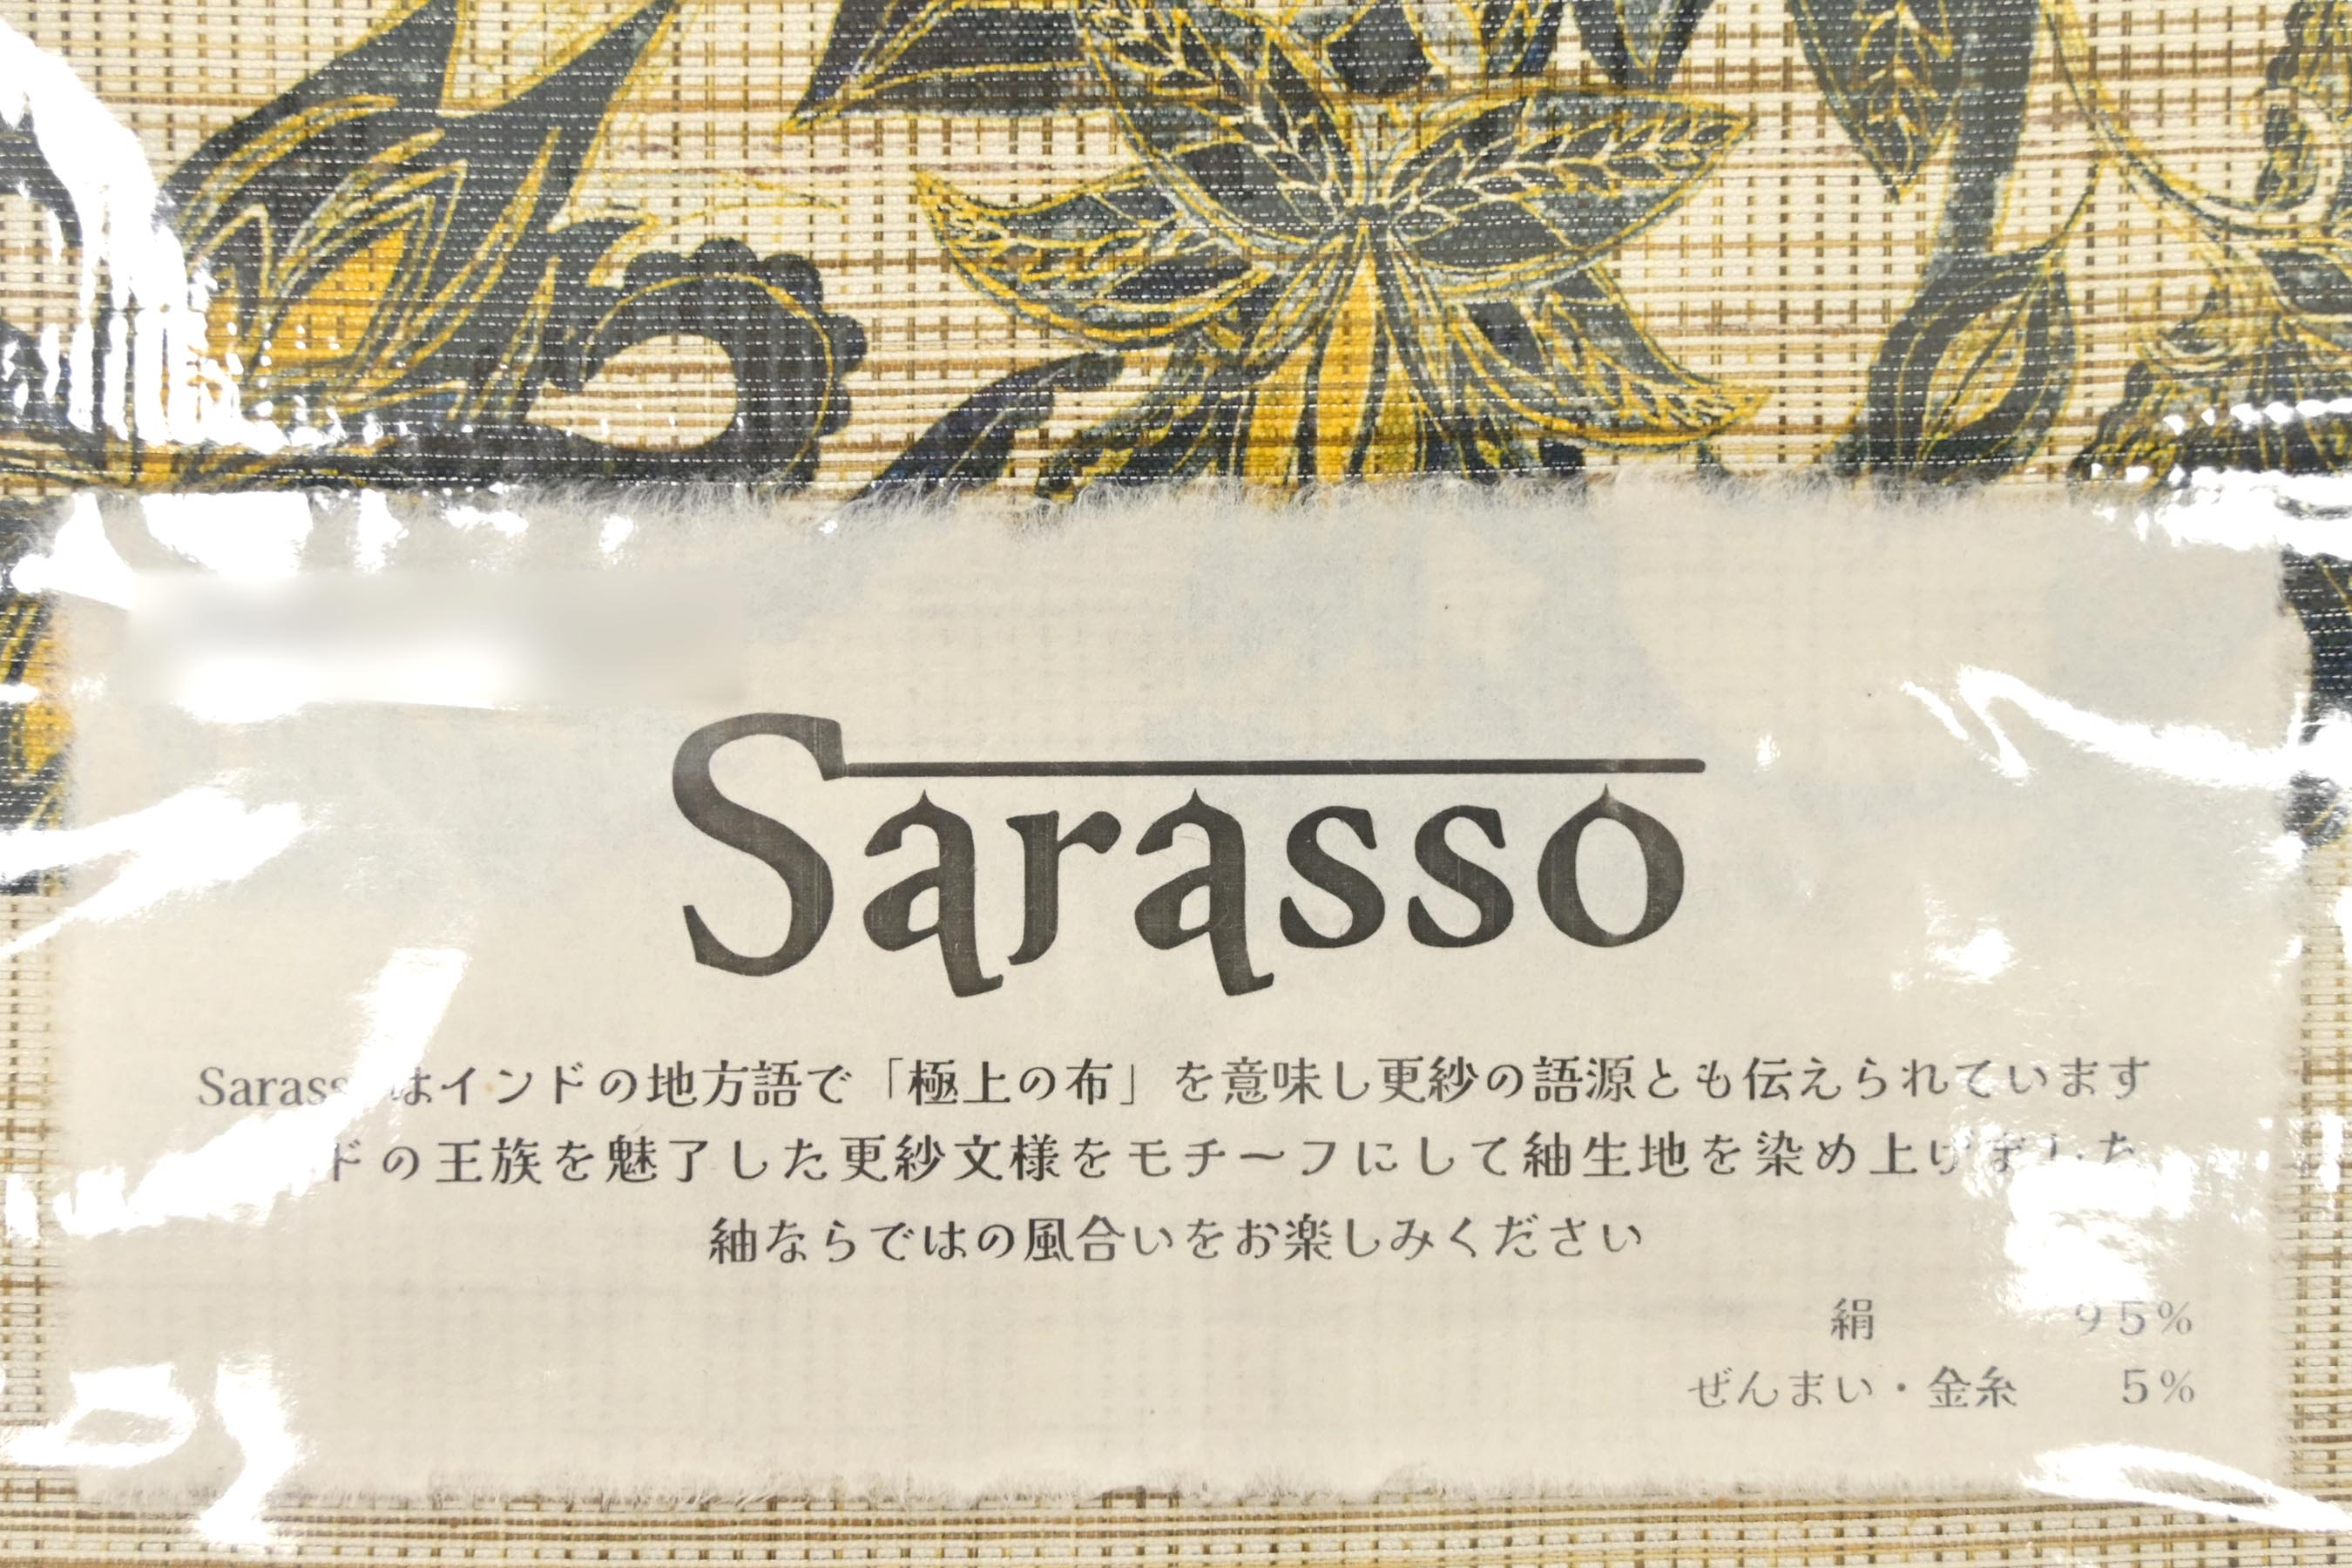 Sarasso
はインドの地方語で「極上の布」を意味し更紗の語源とも伝えられています
ドの王族を魅了した更紗文様をモチーフにして紬生地を染め上げました
紬ならではの風合いをお楽しみください
絹 95%
ぜんまい・金糸 5%